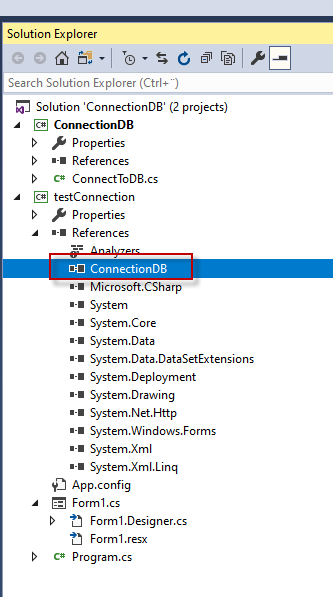 Solution Explorer
Search Solution Explorer (Ctrl+¨)
Solution 'ConnectionDB' (2 projects)
C# ConnectionDB
Properties
References
C# ConnectToDB.cs
C# testConnection
Properties
References
Analyzers
ConnectionDB
Microsoft.CSharp
System
System.Core
System.Data
System.Data.DataSetExtensions
System.Deployment
System.Drawing
System.Net.Http
System.Windows.Forms
System.Xml
System.Xml.Linq
App.config
Form1.cs
Form1.Designer.cs
Form1.resx
C# Program.cs